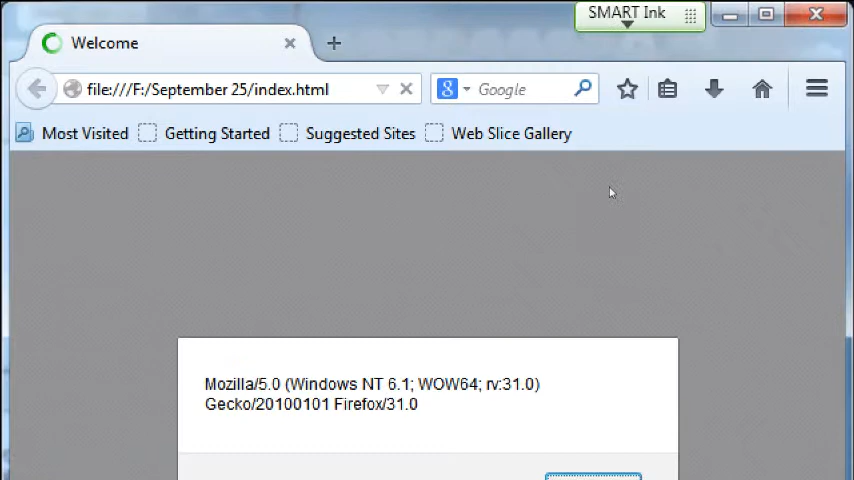 SMART Ink
Welcome
file:///F:/September 25/index.html
Google
Most Visited Getting Started Suggested Sites Web Slice Gallery
Mozilla/5.0 (Windows NT 6.1; WOW64; rv:31.0)
Gecko/20100101 Firefox/31.0